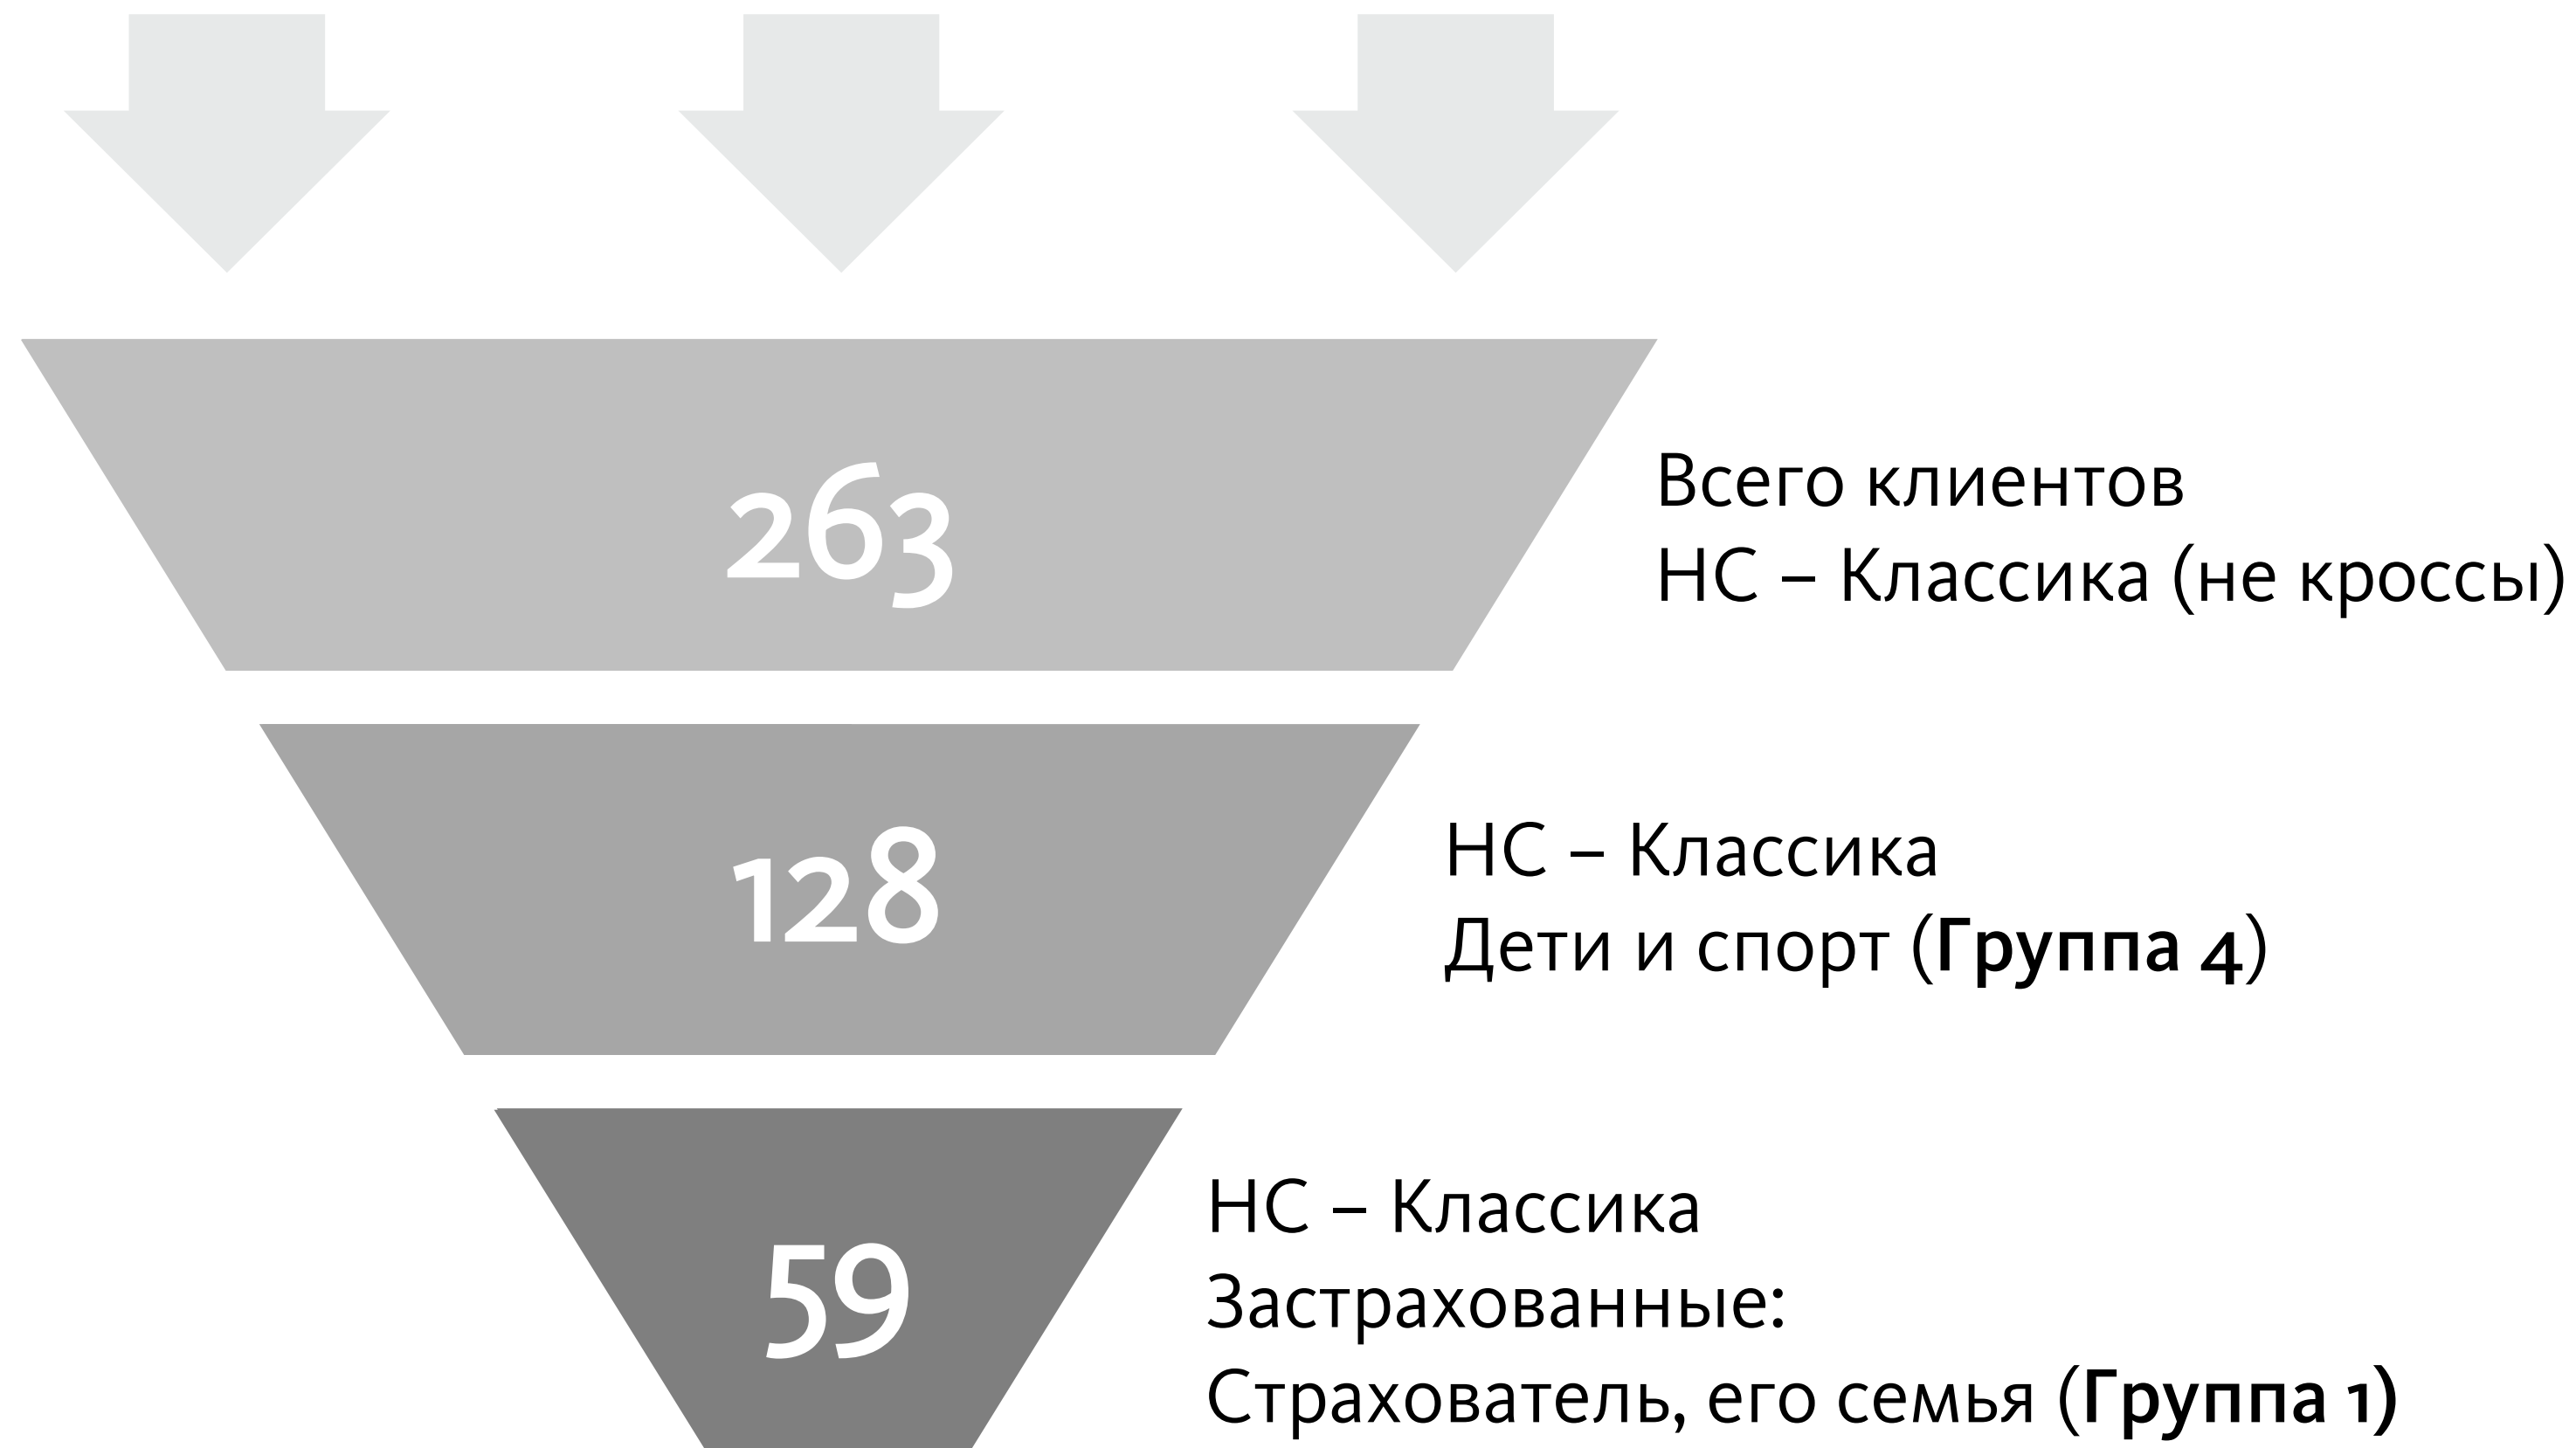 263
Всего клиентов
НС – Классика (не кроссы)
128
НС – Классика
Дети и спорт (Группа 4)
59
НС – Классика
Застрахованные:
Страхователь, его семья (Группа 1)